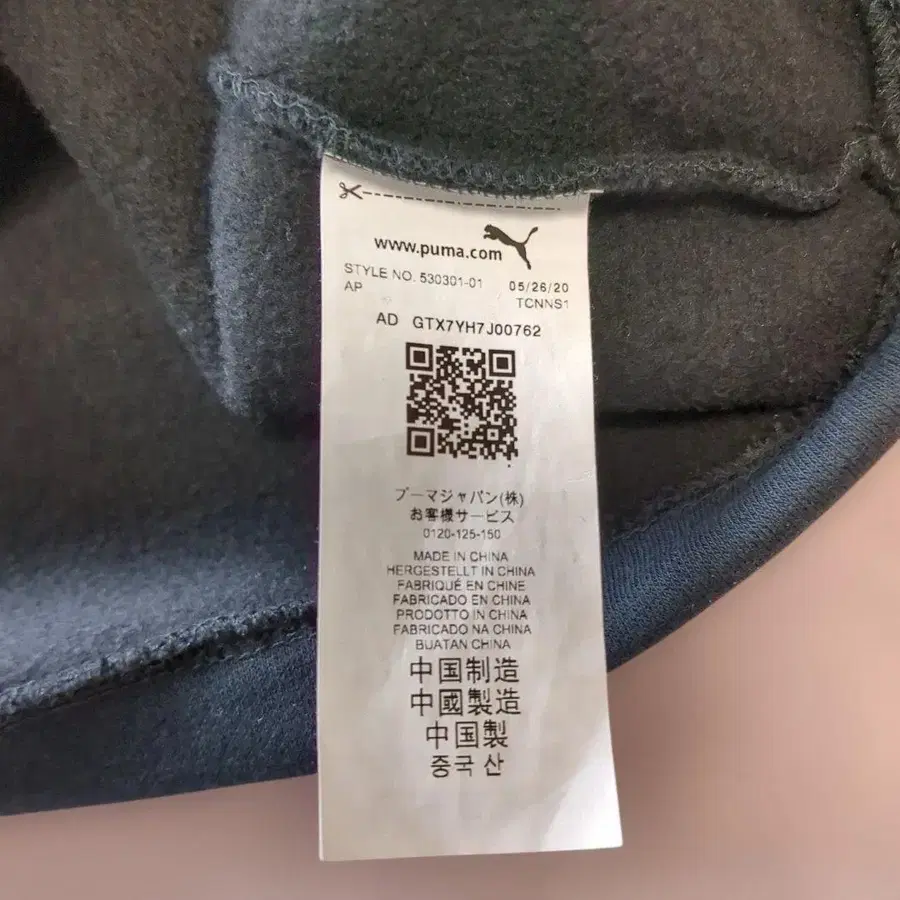 www.puma.com
STYLE NO. 530301-01 05/26/20
AP TCNNS1
AD GTX7YH7J00762
プーマジャパン(株)
お客様サービス
0120-125-150
MADE IN CHINA
HERGESTELLT IN CHINA
FABRIQUÉ EN CHINE
FABRICADO EN CHINA
PRODOTTO IN CHINA
FABRICADO NA CHINA
BUATAN CHINA
中国制造
中國製造
中国製
중국 산